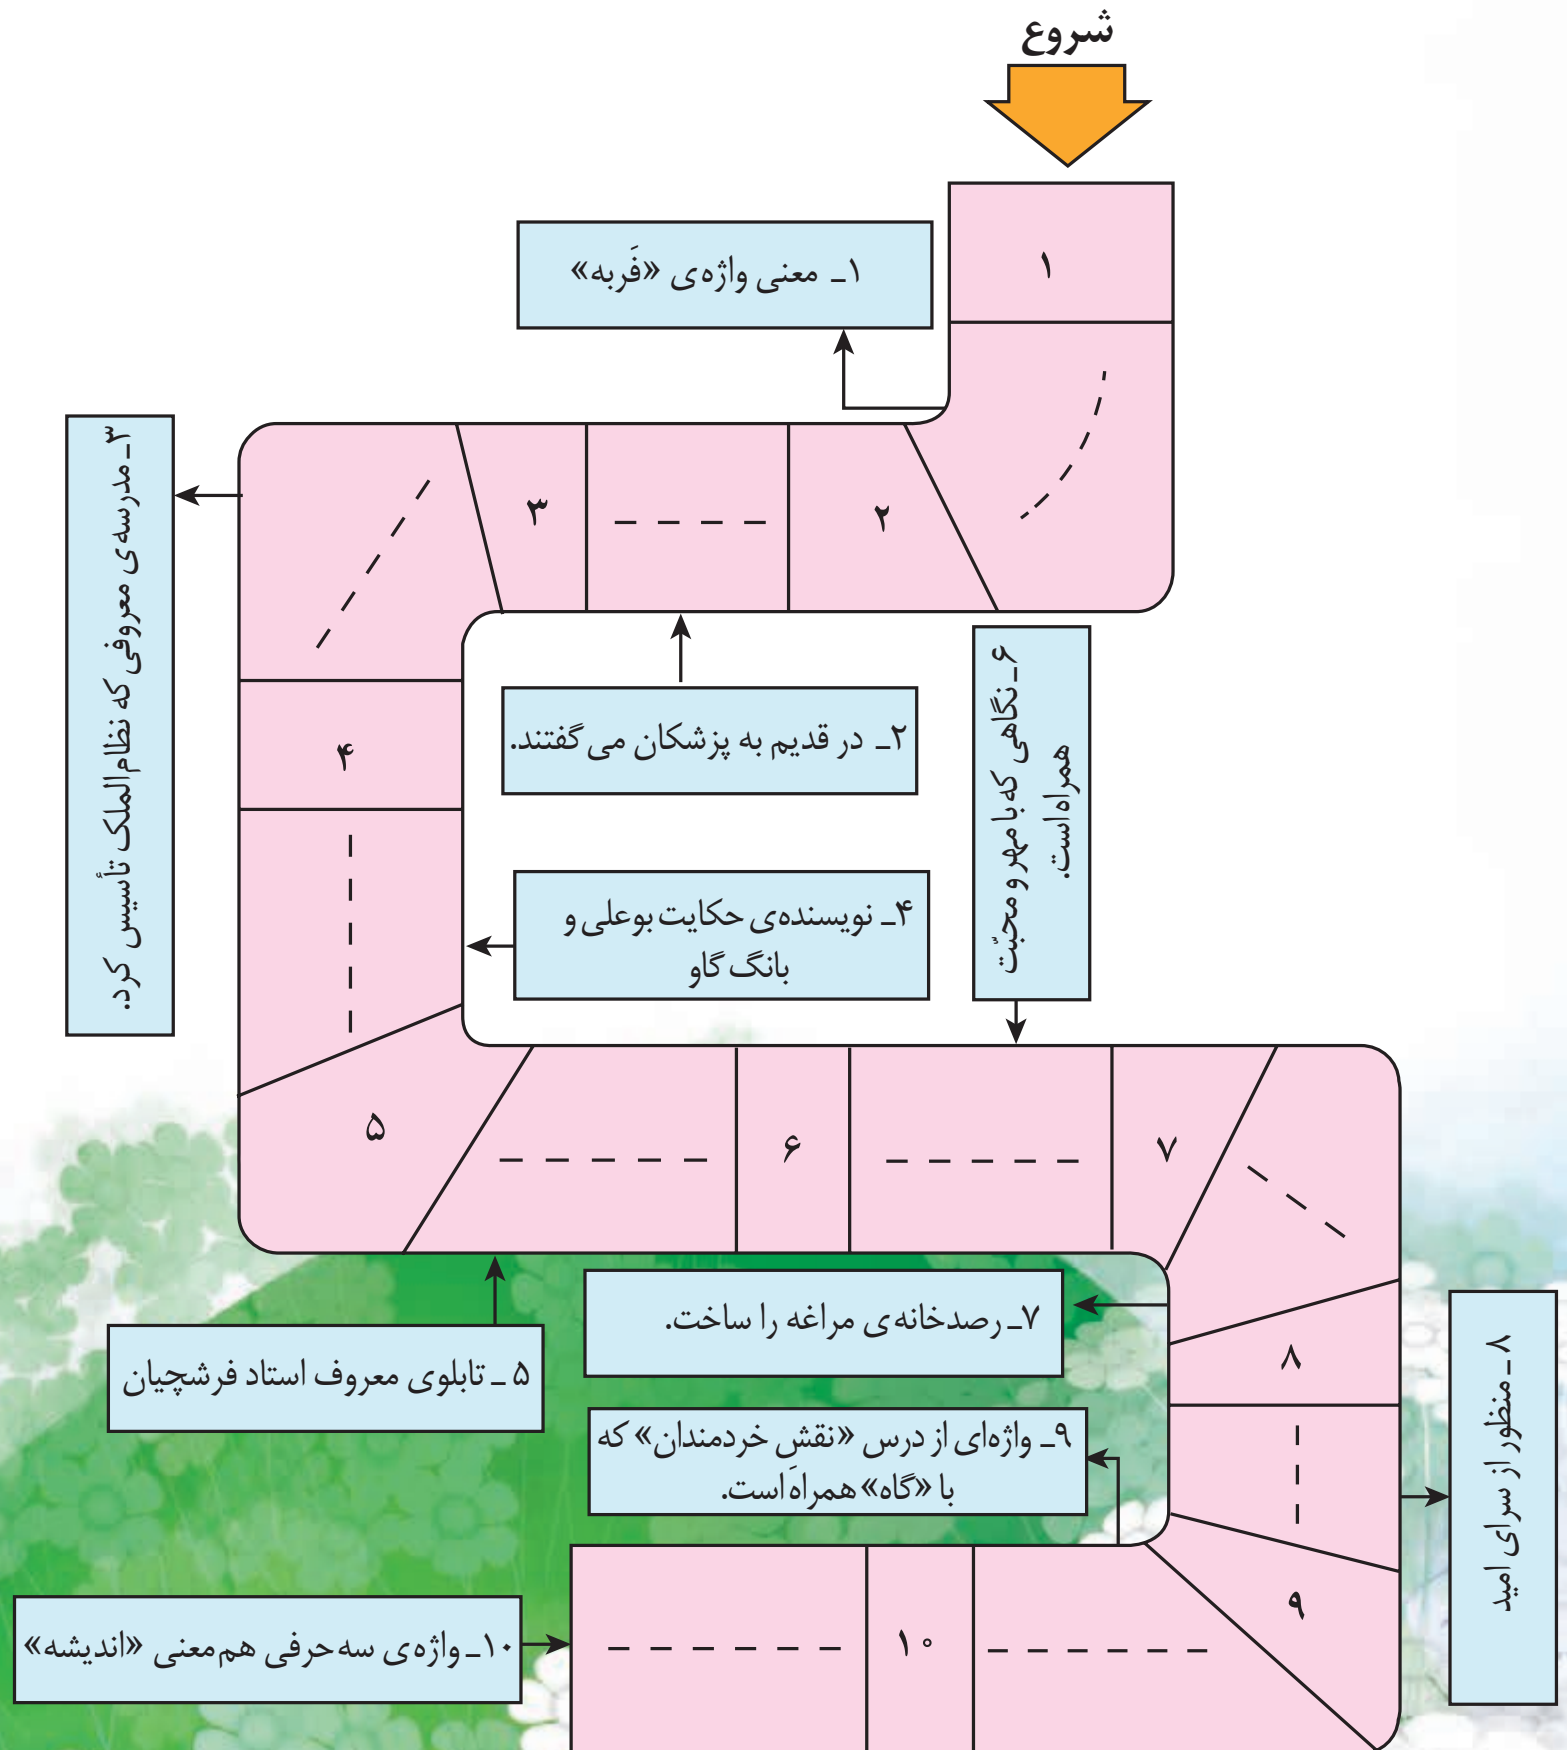 شروع
۱
۱ـ معنی واژه‌ی «فَربه»
۲
۳
۳ـ مدرسه‌ی معروفی که نظام‌الملک تأسیس کرد.
۲ـ در قدیم به پزشکان می‌گفتند.
۶ـ نگاهی که با مهر و محبّت
همراه است.
۴
۴ـ نویسنده‌ی حکایت بوعلی و
بانگ گاو
۵
۶
۷
۷ـ رصدخانه‌ی مراغه را ساخت.
۵ ـ تابلوی معروف استاد فرشچیان
۸
۸ ـ منظور از سرای امید
۹ـ واژه‌ای از درس «نقشِ خردمندان» که
با «گاه» همراه است.
۹
۱۰
۱۰ـ واژه‌ی سه حرفی هم معنی «اندیشه»